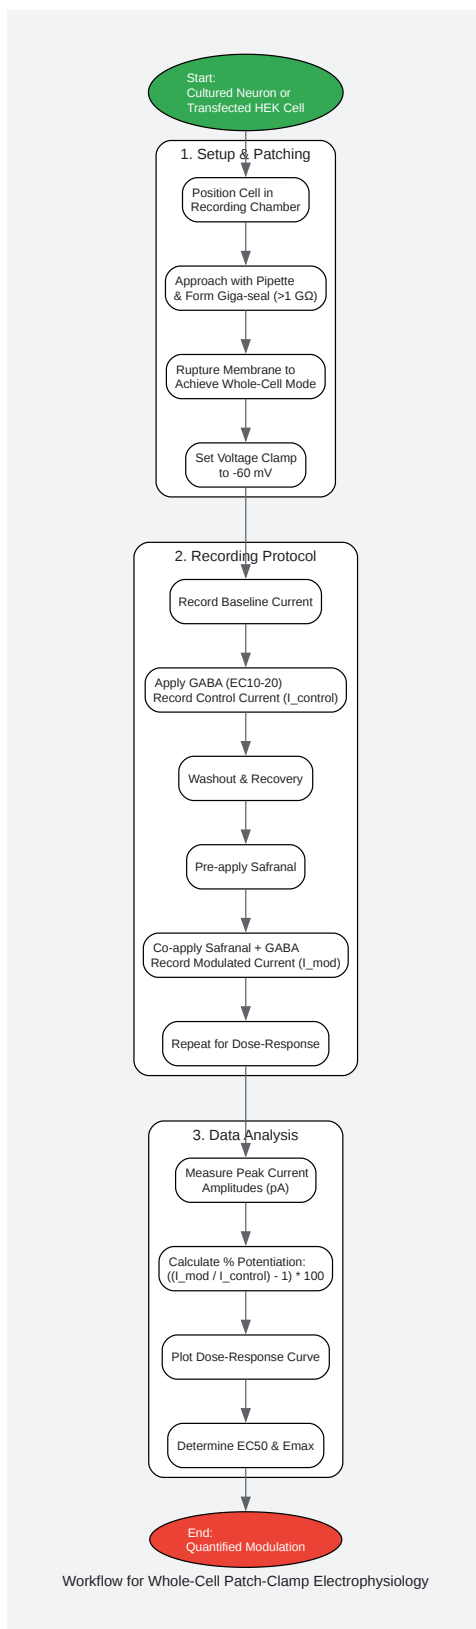 Start:
Cultured Neuron or
Transfected HEK Cell
1. Setup & Patching
Position Cell in
Recording Chamber
Approach with Pipette
& Form Giga-seal (>1 GΩ)
Rupture Membrane to
Achieve Whole-Cell Mode
Set Voltage Clamp
to -60 mV
2. Recording Protocol
Record Baseline Current
Apply GABA (EC10-20)
Record Control Current (I_control)
Washout & Recovery
Pre-apply Safranal
Co-apply Safranal + GABA
Record Modulated Current (I_mod)
Repeat for Dose-Response
3. Data Analysis
Measure Peak Current
Amplitudes (pA)
Calculate % Potentiation:
((I_mod / I_control) - 1) * 100
Plot Dose-Response Curve
Determine EC50 & Emax
End:
Quantified Modulation
Workflow for Whole-Cell Patch-Clamp Electrophysiology